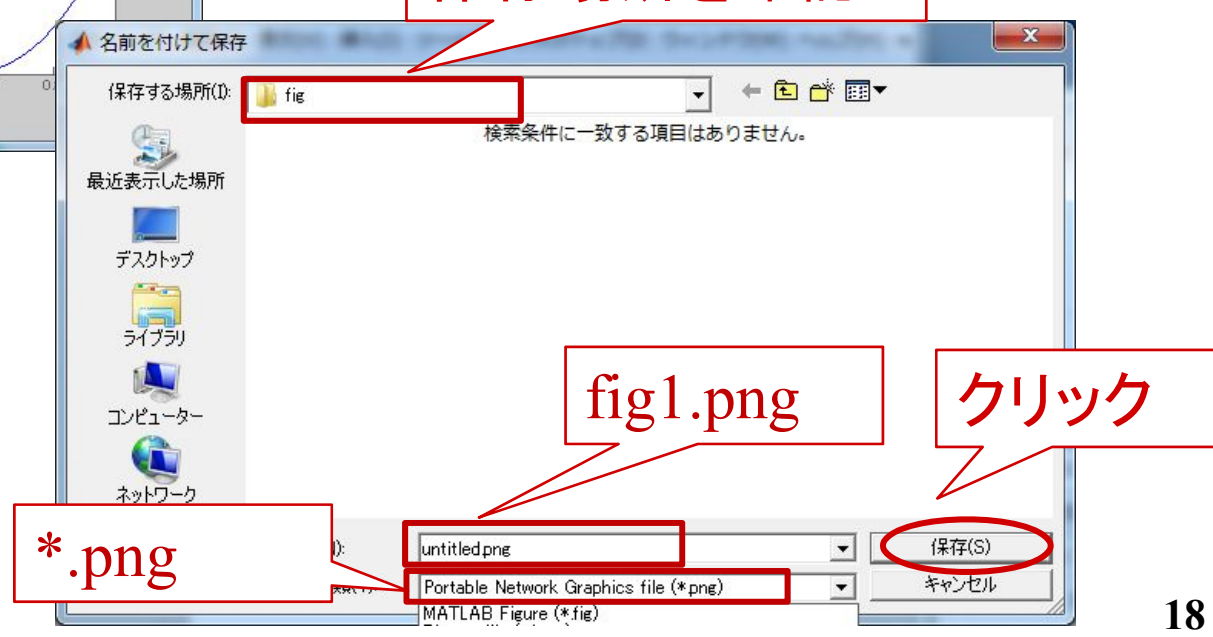 名前を付けて保存
保存する場所(I):
fig
検索条件に一致する項目はありません。
最近表示した場所
デスクトップ
ライブラリ
コンピューター
ネットワーク
fig1.png
クリック
*.png
untitled.png
保存(S)
Portable Network Graphics file (*.png)
キャンセル
MATLAB Figure (*.fig)
18